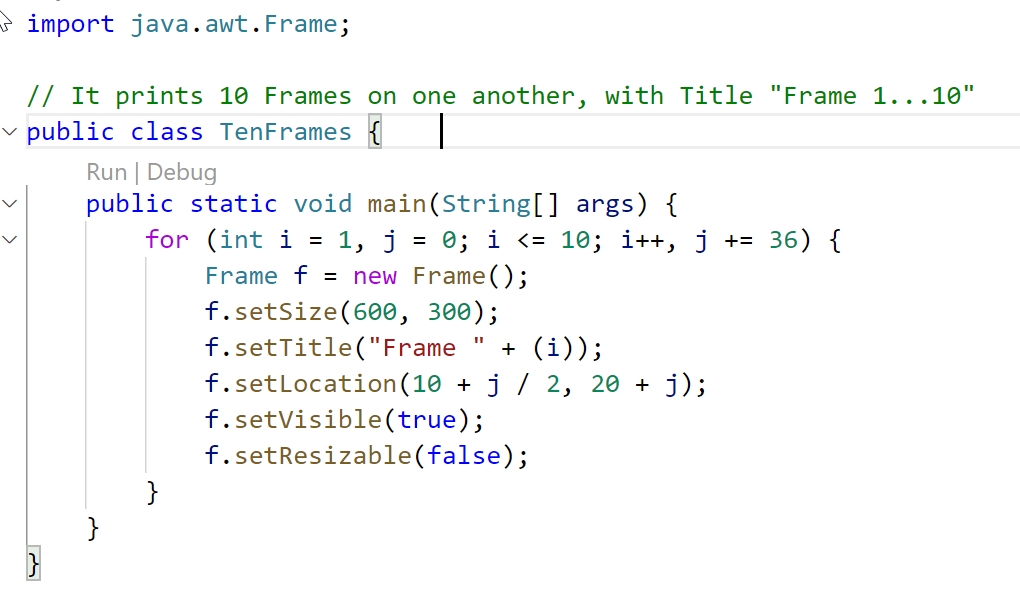 import java.awt.Frame;
// It prints 10 Frames on one another, with Title "Frame 1...10"
public class TenFrames {
Run | Debug
public static void main(String[] args) {
for (int i = 1, j = 0; i <= 10; i++, j += 36) {
Frame f = new Frame();
f.setSize(600, 300);
f.setTitle("Frame " + (i));
f.setLocation(10 + j / 2, 20 + j);
f.setVisible(true);
f.setResizable(false);
}
}
}